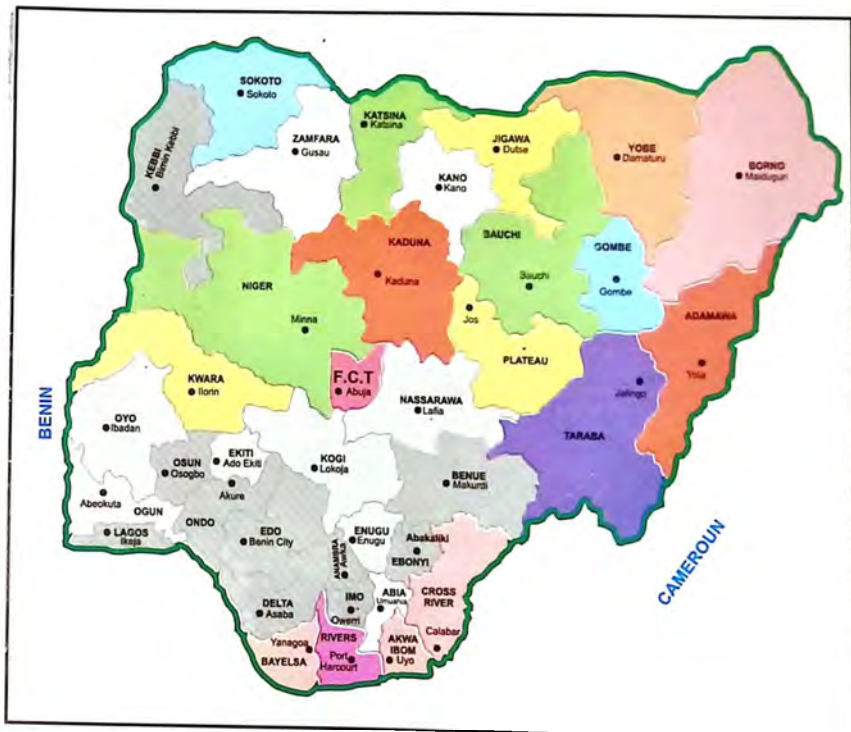 SOKOTO
Sokoto
KATSINA
Katsina
ZAMFARA
Gusau
JIGAWA
Dutse
YOBE
Damaturu
BORNO
Maiduguri
KEBBI
Birnin Kebbi
KANO
Kano
KADUNA
Kaduna
BAUCHI
Bauchi
GOMBE
Gombe
NIGER
Minna
Jos
PLATEAU
ADAMAWA
Yola
F.C.T
Abuja
KWARA
Ilorin
NASSARAWA
Lafia
Jalingo
TARABA
BENIN
OYO
Ibadan
OSUN
Osogbo
EKITI
Ado Ekiti
KOGI
Lokoja
BENUE
Makurdi
Akure
Abeokuta
OGUN
ONDO
LAGOS
Ikeja
EDO
Benin City
ENUGU
Enugu
ANAMBRA
Awka
Abakaliki
EBONYI
CAMEROUN
DELTA
Asaba
IMO
Owerri
ABIA
Umuahia
CROSS
RIVER
Calabar
Yanagoa
BAYELSA
RIVERS
Port
Harcourt
AKWA
IBOM
Uyo